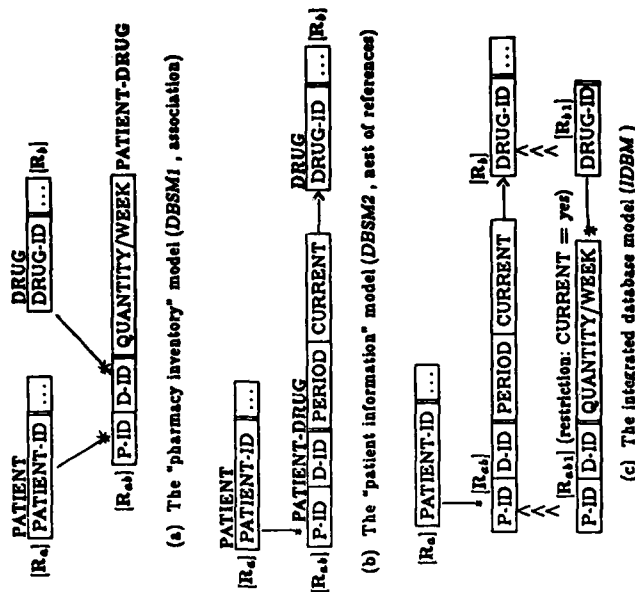 PATIENT DRUG
[Ra] PATIENT-ID ... DRUG-ID ... [Rb]
[Rab] P-ID D-ID QUANTITY/WEEK PATIENT-DRUG
(a) The "pharmacy inventory" model (DBSM1, association)
PATIENT
[Ra] PATIENT-ID ...
PATIENT-DRUG DRUG
[Rab] P-ID D-ID PERIOD CURRENT DRUG-ID ... [Rb]
(b) The "patient information" model (DBSM2, nest of references)
[Ra] PATIENT-ID ...
[Rab] [Rb]
P-ID D-ID PERIOD CURRENT DRUG-ID ...
[Rab1] (restriction: CURRENT = yes) [Rb1]
P-ID D-ID QUANTITY/WEEK DRUG-ID
(c) The integrated database model (IDBM)